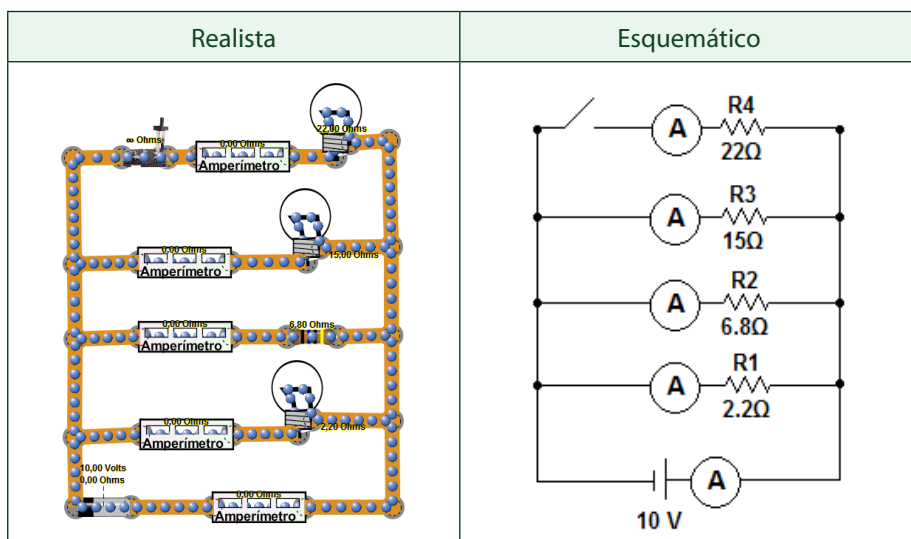 Realista
Esquemático
∞ Ohms
0,00 Ohms
Amperímetro
22,00 Ohms
0,00 Ohms
Amperímetro
15,00 Ohms
0,00 Ohms
Amperímetro
6,80 Ohms
0,00 Ohms
Amperímetro
2,20 Ohms
10,00 Volts
0,00 Ohms
0,00 Ohms
Amperímetro
A
R4
22Ω
A
R3
15Ω
A
R2
6.8Ω
A
R1
2.2Ω
A
10 V